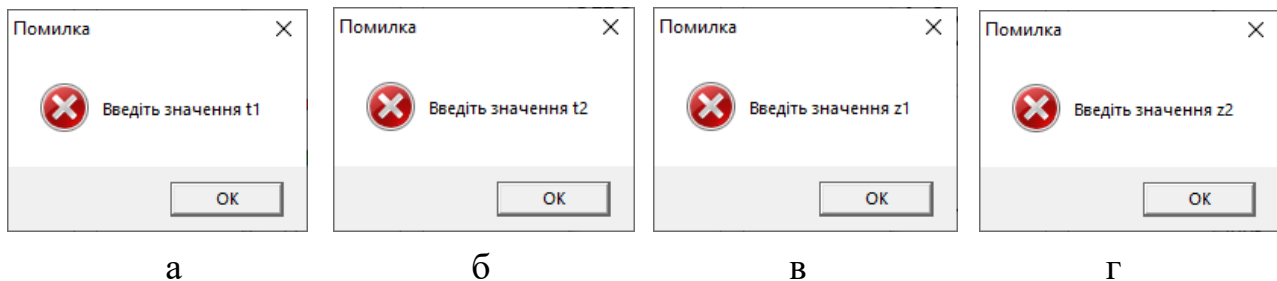 Помилка
Введіть значення t1
OK
Помилка
Введіть значення t2
OK
Помилка
Введіть значення z1
OK
Помилка
Введіть значення z2
OK
а
б
в
г